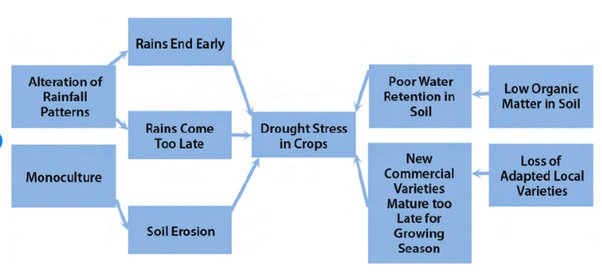 Rains End Early
Alteration of
Rainfall
Patterns
Rains Come
Too Late
Monoculture
Soil Erosion
Drought Stress
in Crops
Poor Water
Retention in
Soil
Low Organic
Matter in Soil
New
Commercial
Varieties
Mature too
Late for
Growing
Season
Loss of
Adapted Local
Varieties